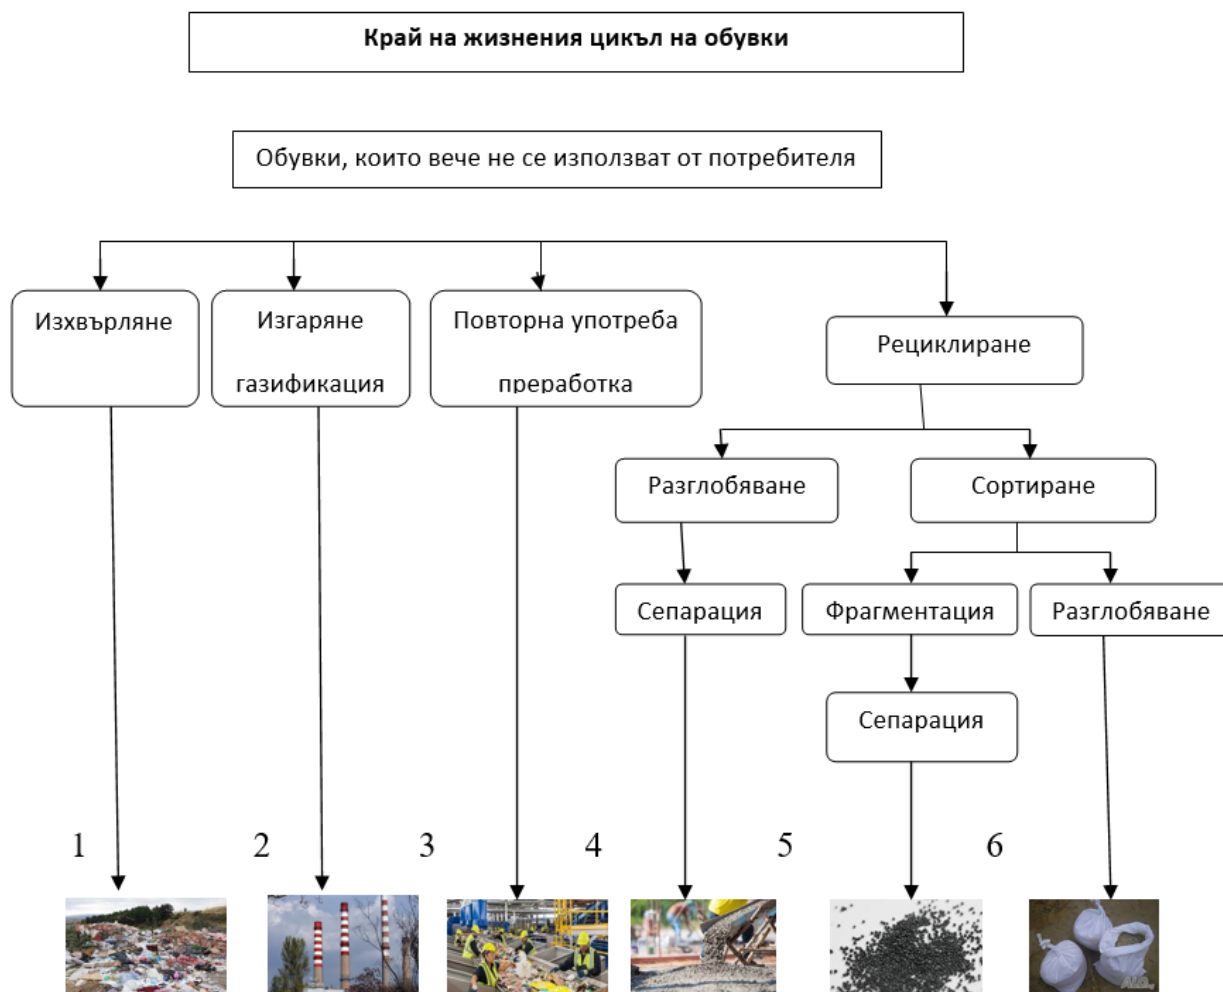 Край на жизнения цикъл на обувки
Обувки, които вече не се използват от потребителя
Изхвърляне
Изгаряне
газификация
Повторна употреба
преработка
Рециклиране
Разглобяване
Сортиране
Сепарация
Фрагментация
Разглобяване
Сепарация
1
2
3
4
5
6